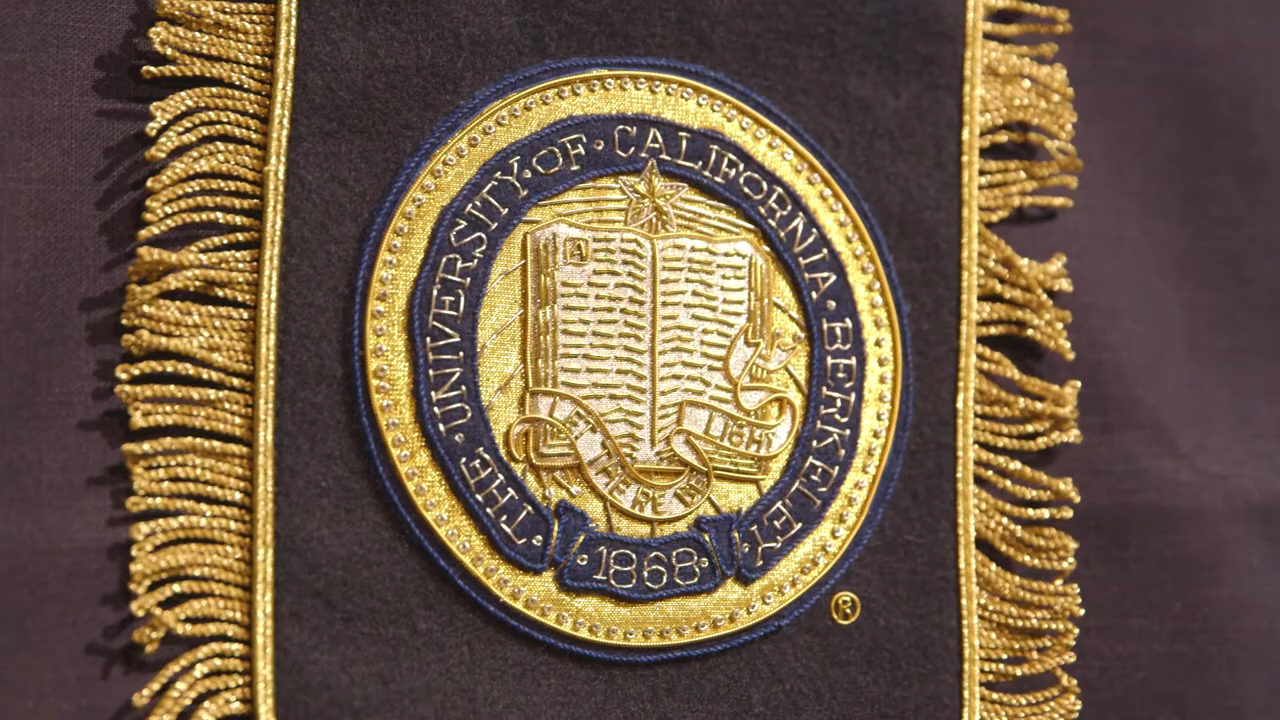 THE · UNIVERSITY · OF · CALIFORNIA · BERKELEY
A
LET THERE BE LIGHT
· 1868 ·
®